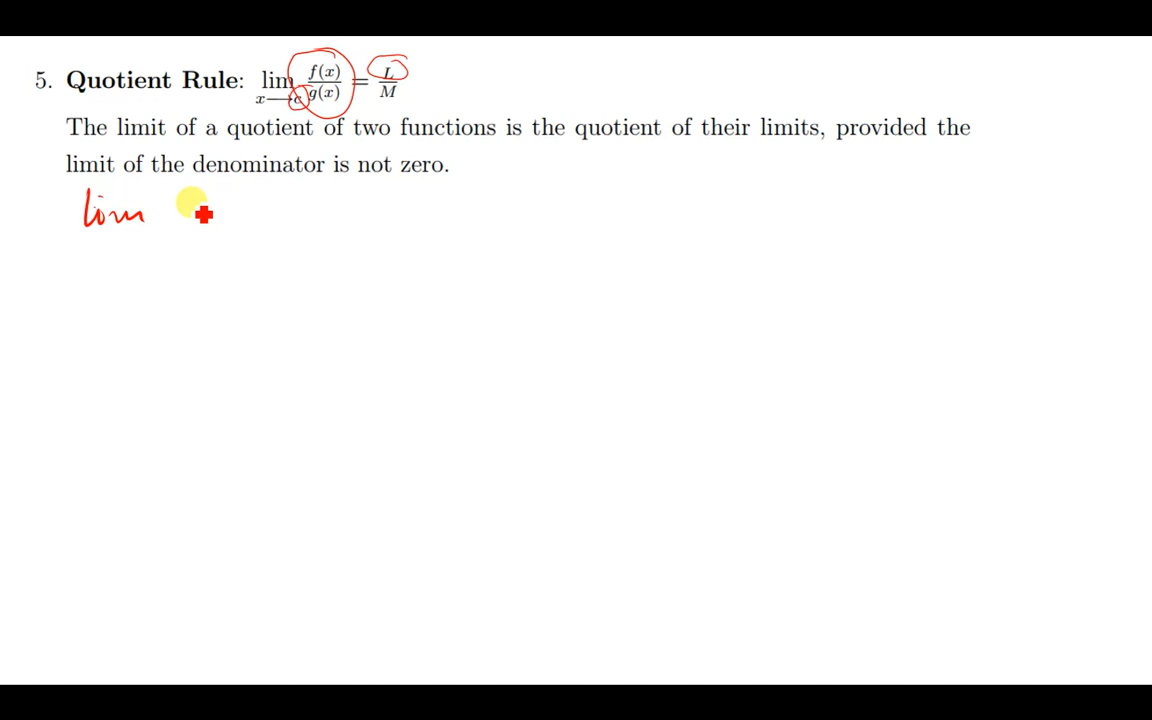 5. Quotient Rule: lim x⟶c f(x)/g(x) = L/M
The limit of a quotient of two functions is the quotient of their limits, provided the
limit of the denominator is not zero.
lim